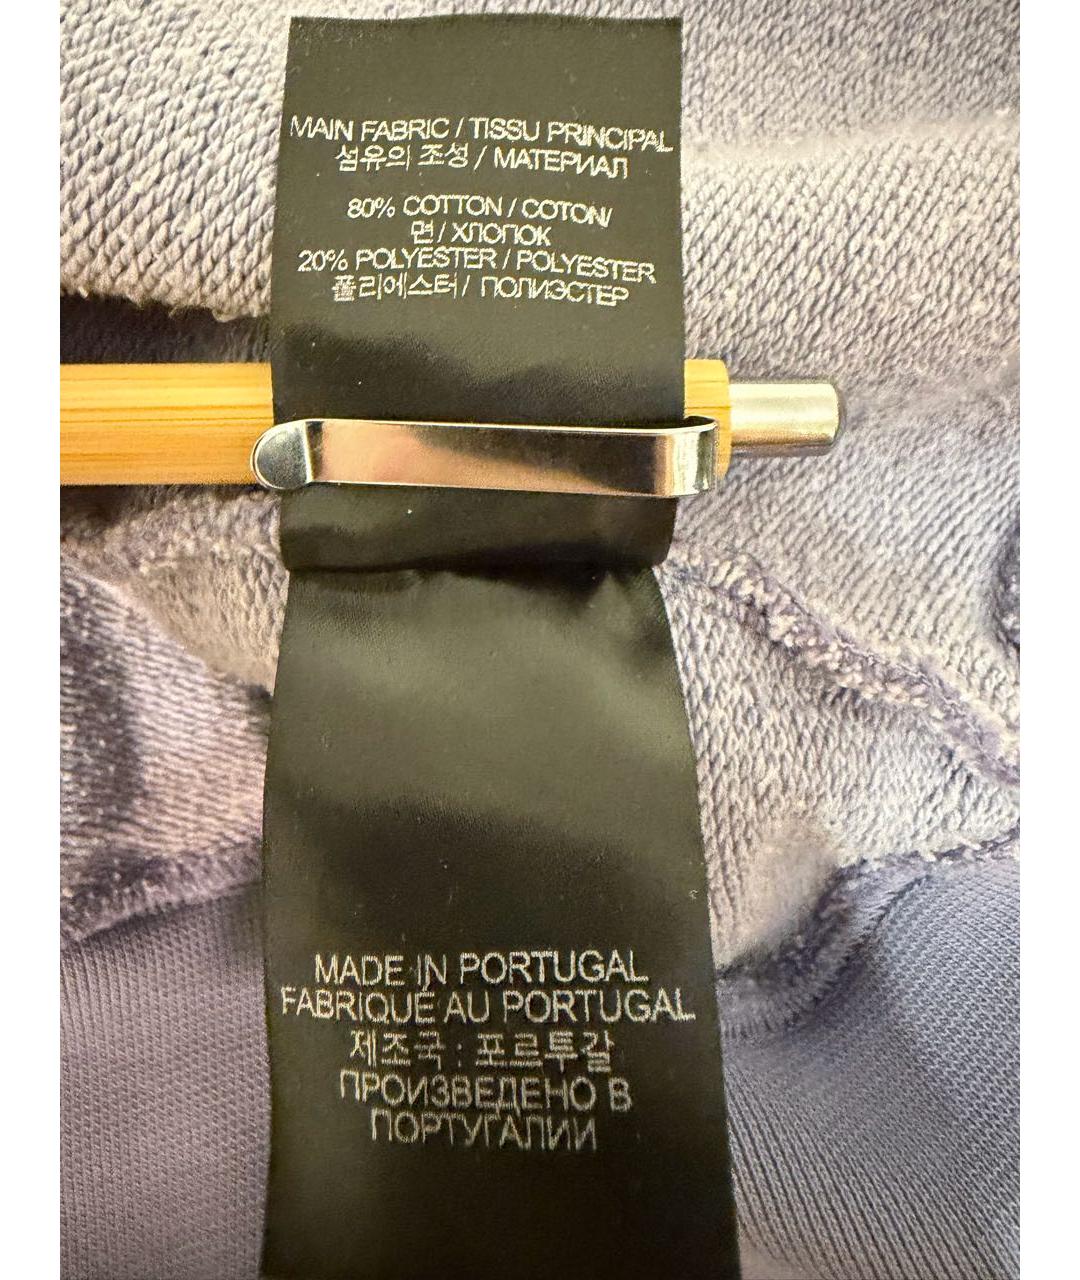 MAIN FABRIC / TISSU PRINCIPAL
섬유의 조성 / МАТЕРИАЛ
80% COTTON / COTON/
면 / ХЛОПОК
20% POLYESTER / POLYESTER
폴리에스터 / ПОЛИЭСТЕР
MADE IN PORTUGAL
FABRIQUÉ AU PORTUGAL
제조국 : 포르투갈
ПРОИЗВЕДЕНО В
ПОРТУГАЛИИ